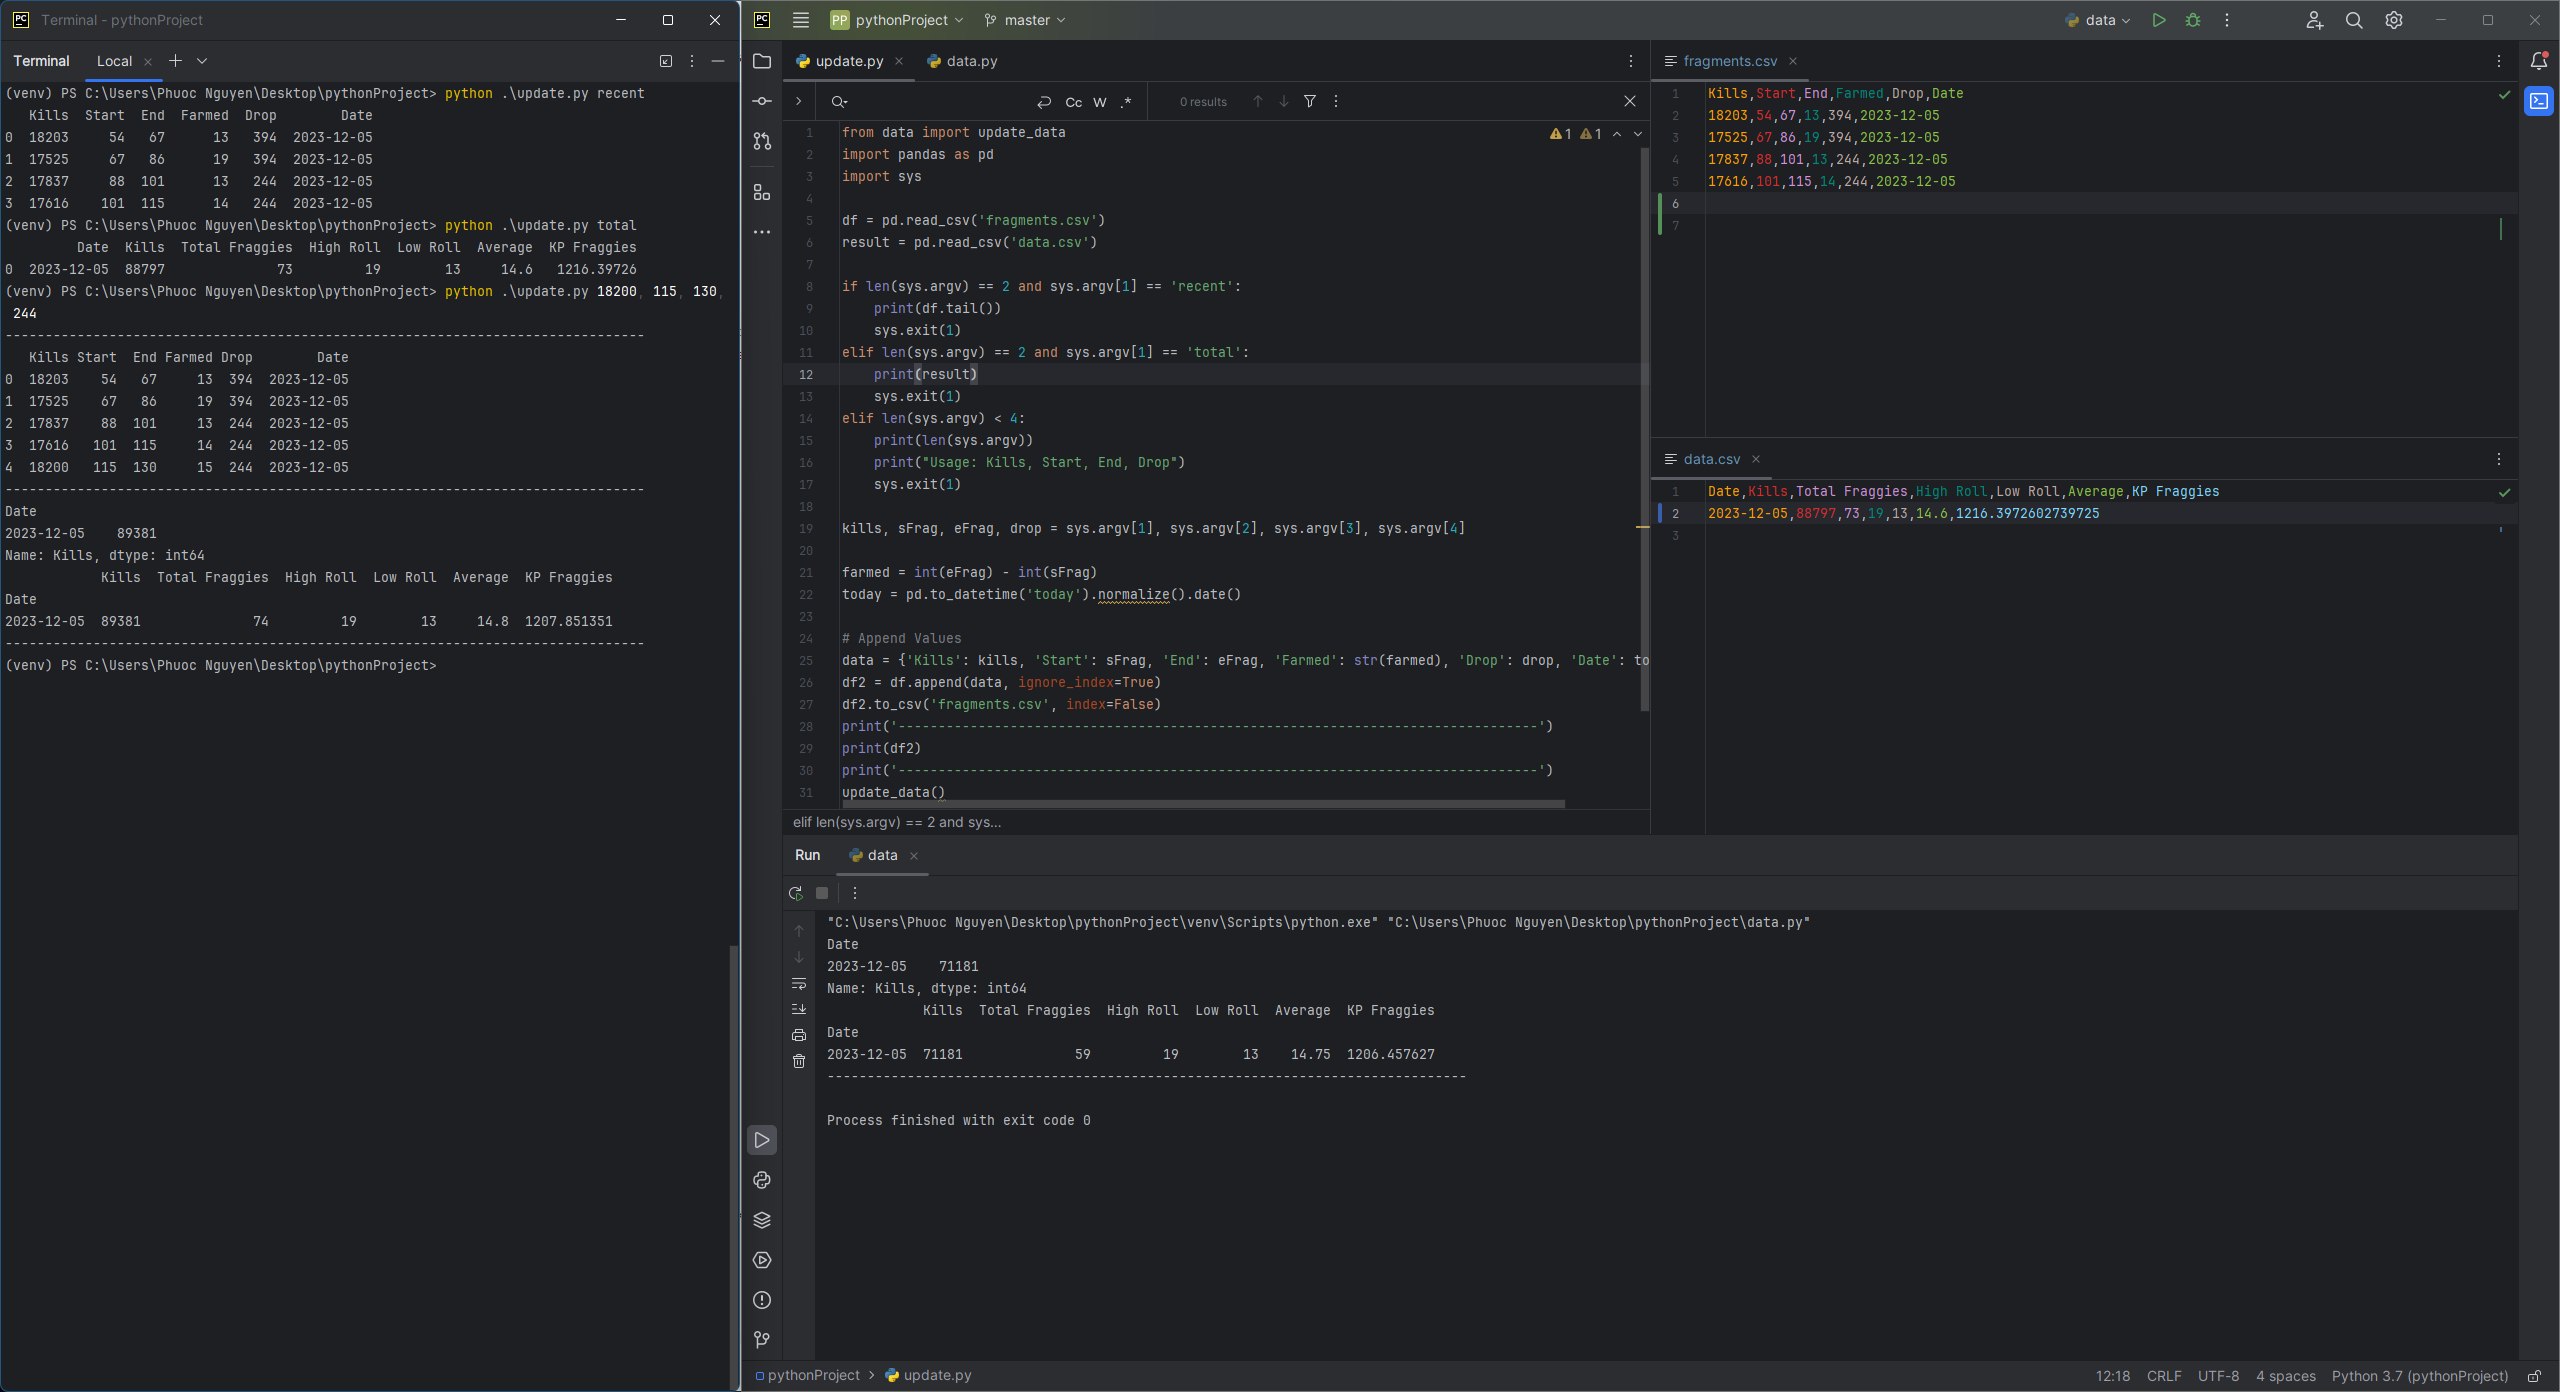 Terminal - pythonProject
Terminal Local
(venv) PS C:\Users\Phuoc Nguyen\Desktop\pythonProject> python .\update.py recent
   Kills  Start  End  Farmed  Drop        Date
0  18203     54   67      13   394  2023-12-05
1  17525     67   86      19   394  2023-12-05
2  17837     88  101      13   244  2023-12-05
3  17616    101  115      14   244  2023-12-05
(venv) PS C:\Users\Phuoc Nguyen\Desktop\pythonProject> python .\update.py total
         Date  Kills  Total Fraggies  High Roll  Low Roll  Average  KP Fraggies
0  2023-12-05  88797              73         19        13     14.6   1216.39726
(venv) PS C:\Users\Phuoc Nguyen\Desktop\pythonProject> python .\update.py 18200, 115, 130,
 244
--------------------------------------------------------------------------------
   Kills Start  End Farmed Drop        Date
0  18203    54   67     13  394  2023-12-05
1  17525    67   86     19  394  2023-12-05
2  17837    88  101     13  244  2023-12-05
3  17616   101  115     14  244  2023-12-05
4  18200   115  130     15  244  2023-12-05
--------------------------------------------------------------------------------
Date
2023-12-05    89381
Name: Kills, dtype: int64
            Kills  Total Fraggies  High Roll  Low Roll  Average  KP Fraggies
Date
2023-12-05  89381              74         19        13     14.8  1207.851351
--------------------------------------------------------------------------------
(venv) PS C:\Users\Phuoc Nguyen\Desktop\pythonProject>
PC PP pythonProject master data
update.py data.py
Cc W .* 0 results
1 from data import update_data
2 import pandas as pd
3 import sys
4
5 df = pd.read_csv('fragments.csv')
6 result = pd.read_csv('data.csv')
7
8 if len(sys.argv) == 2 and sys.argv[1] == 'recent':
9     print(df.tail())
10     sys.exit(1)
11 elif len(sys.argv) == 2 and sys.argv[1] == 'total':
12     print(result)
13     sys.exit(1)
14 elif len(sys.argv) < 4:
15     print(len(sys.argv))
16     print("Usage: Kills, Start, End, Drop")
17     sys.exit(1)
18
19 kills, sFrag, eFrag, drop = sys.argv[1], sys.argv[2], sys.argv[3], sys.argv[4]
20
21 farmed = int(eFrag) - int(sFrag)
22 today = pd.to_datetime('today').normalize().date()
23
24 # Append Values
25 data = {'Kills': kills, 'Start': sFrag, 'End': eFrag, 'Farmed': str(farmed), 'Drop': drop, 'Date': to
26 df2 = df.append(data, ignore_index=True)
27 df2.to_csv('fragments.csv', index=False)
28 print('--------------------------------------------------------------------------------')
29 print(df2)
30 print('--------------------------------------------------------------------------------')
31 update_data()
1 1
elif len(sys.argv) == 2 and sys...
fragments.csv
1 Kills,Start,End,Farmed,Drop,Date
2 18203,54,67,13,394,2023-12-05
3 17525,67,86,19,394,2023-12-05
4 17837,88,101,13,244,2023-12-05
5 17616,101,115,14,244,2023-12-05
6
7
data.csv
1 Date,Kills,Total Fraggies,High Roll,Low Roll,Average,KP Fraggies
2 2023-12-05,88797,73,19,13,14.6,1216.3972602739725
3
Run data
"C:\Users\Phuoc Nguyen\Desktop\pythonProject\venv\Scripts\python.exe" "C:\Users\Phuoc Nguyen\Desktop\pythonProject\data.py"
Date
2023-12-05    71181
Name: Kills, dtype: int64
            Kills  Total Fraggies  High Roll  Low Roll  Average  KP Fraggies
Date
2023-12-05  71181              59         19        13    14.75  1206.457627
--------------------------------------------------------------------------------
Process finished with exit code 0
pythonProject > update.py
12:18 CRLF UTF-8 4 spaces Python 3.7 (pythonProject)